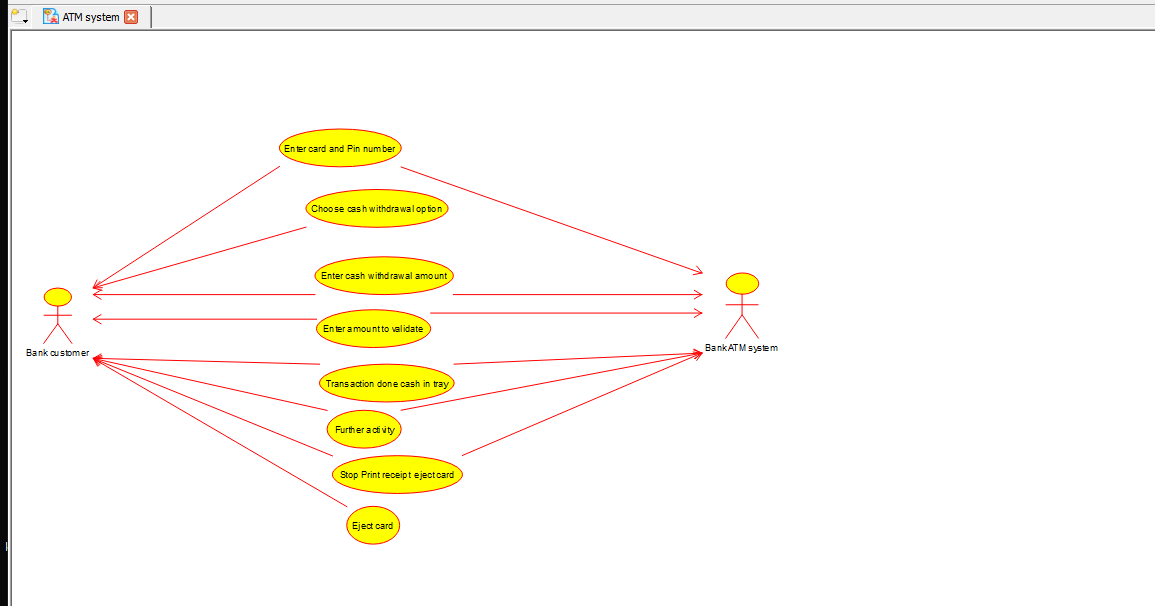 ATM system
Enter card and Pin number
Choose cash withdrawal option
Enter cash withdrawal amount
Enter amount to validate
Bank customer
Bank ATM system
Transaction done cash in tray
Further activity
Stop Print receipt eject card
Eject card